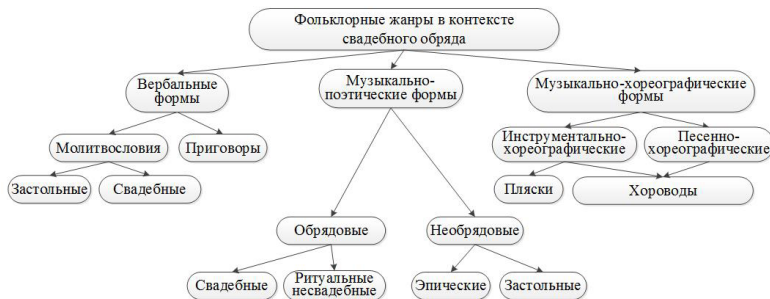 Фольклорные жанры в контексте
свадебного обряда
Вербальные
формы
Музыкально-
поэтические формы
Музыкально-хореографические
формы
Молитвословия
Приговоры
Инструментально-
хореографические
Песенно-
хореографические
Застольные
Свадебные
Пляски
Хороводы
Обрядовые
Необрядовые
Свадебные
Ритуальные
несвадебные
Эпические
Застольные